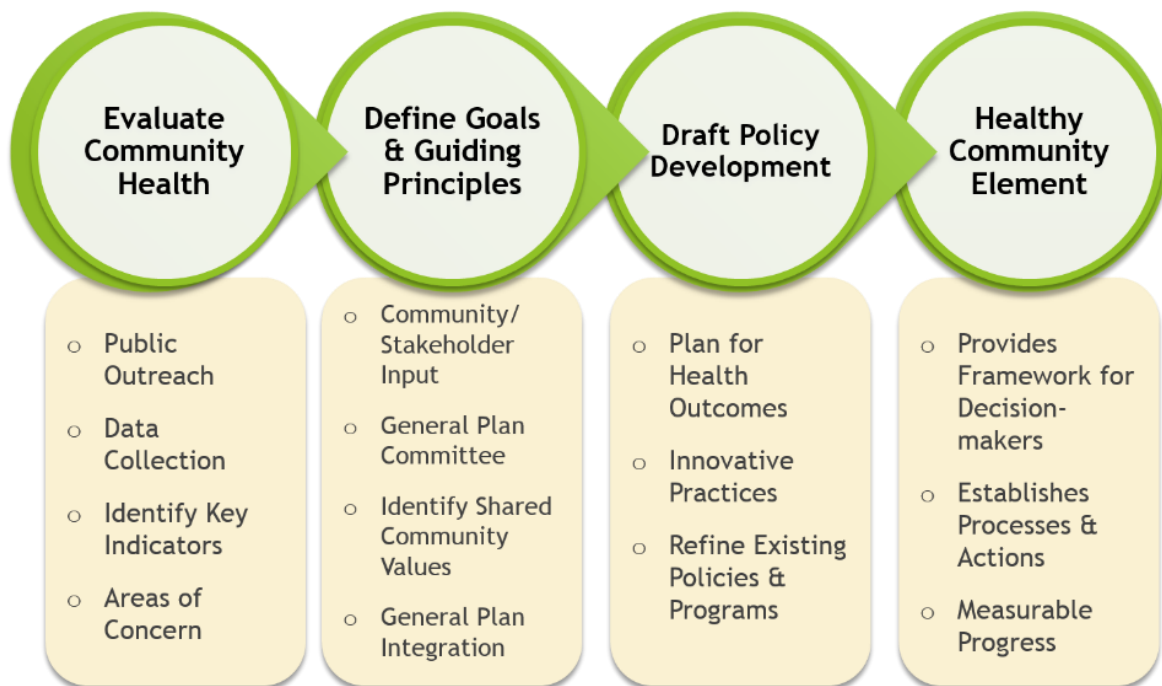 Evaluate
Community
Health
Define Goals
& Guiding
Principles
Draft Policy
Development
Healthy
Community
Element
o Public
Outreach
o Data
Collection
o Identify Key
Indicators
o Areas of
Concern
o Community/
Stakeholder
Input
o General Plan
Committee
o Identify Shared
Community
Values
o General Plan
Integration
o Plan for
Health
Outcomes
o Innovative
Practices
o Refine Existing
Policies &
Programs
o Provides
Framework for
Decision-
makers
o Establishes
Processes &
Actions
o Measurable
Progress